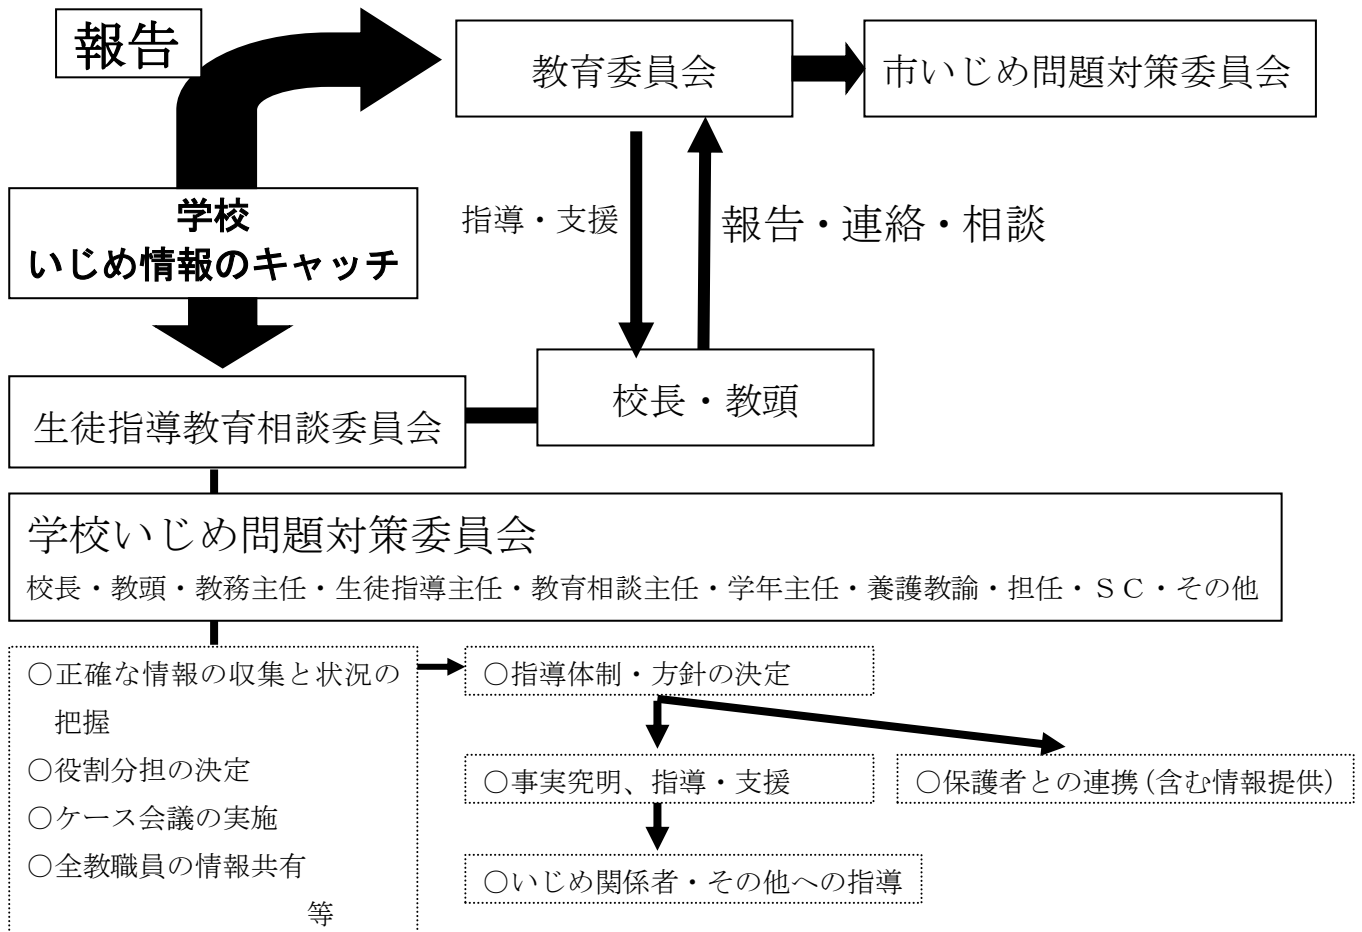 報告
教育委員会
市いじめ問題対策委員会
学校
いじめ情報のキャッチ
指導・支援
報告・連絡・相談
校長・教頭
生徒指導教育相談委員会
学校いじめ問題対策委員会
校長・教頭・教務主任・生徒指導主任・教育相談主任・学年主任・養護教諭・担任・ＳＣ・その他
○正確な情報の収集と状況の
把握
○役割分担の決定
○ケース会議の実施
○全教職員の情報共有
等
○指導体制・方針の決定
○事実究明、指導・支援
○保護者との連携(含む情報提供)
○いじめ関係者・その他への指導